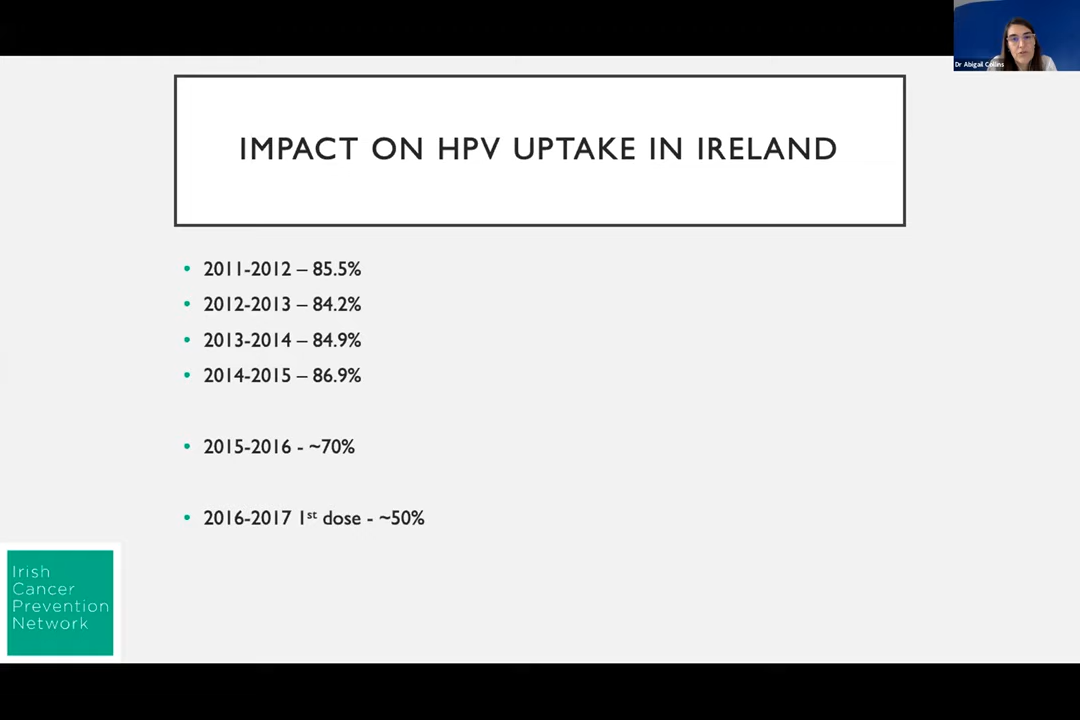 Dr Abigail Collins
IMPACT ON HPV UPTAKE IN IRELAND
• 2011-2012 – 85.5%
• 2012-2013 – 84.2%
• 2013-2014 – 84.9%
• 2014-2015 – 86.9%
• 2015-2016 - ~70%
• 2016-2017 1st dose - ~50%
Irish
Cancer
Prevention
Network